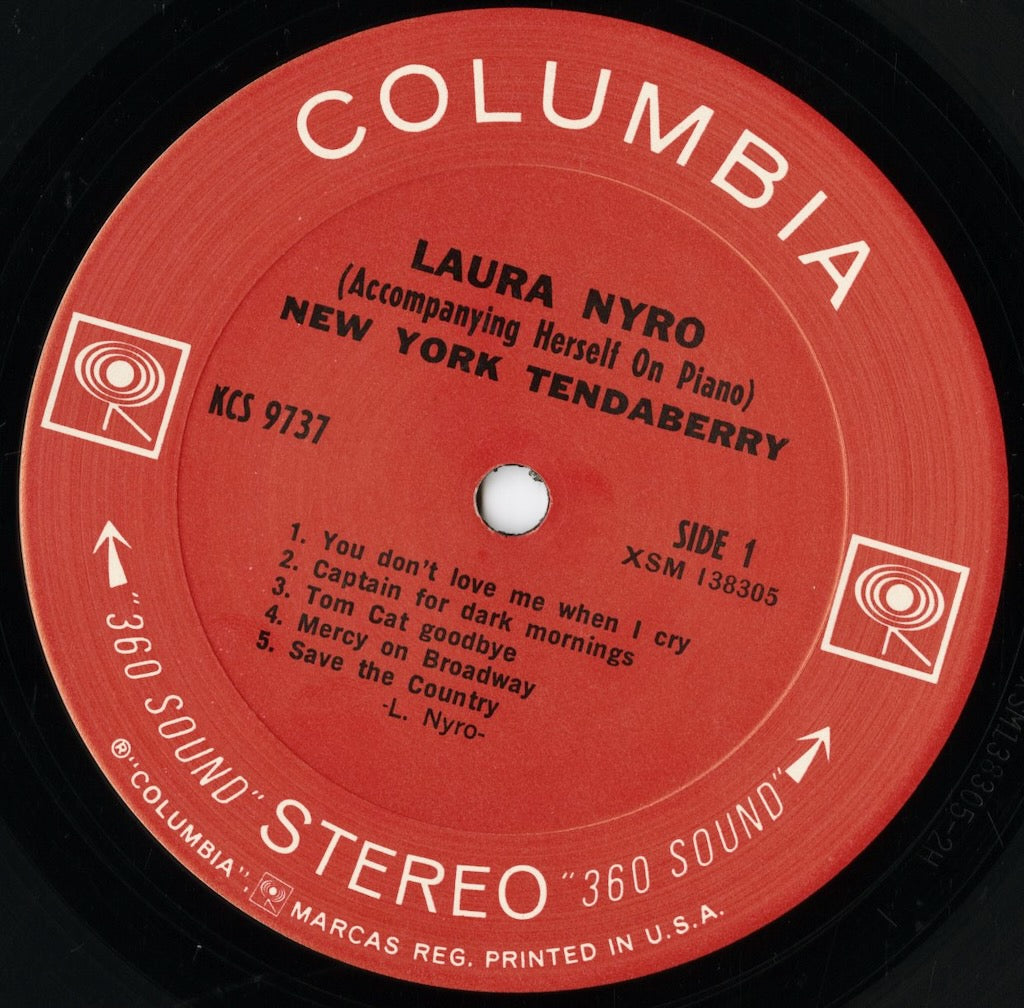 COLUMBIA
LAURA NYRO
(Accompanying Herself On Piano)
NEW YORK TENDABERRY
KCS 9737
SIDE 1
XSM 138305
1. You don't love me when I cry
2. Captain for dark mornings
3. Tom Cat goodbye
4. Mercy on Broadway
5. Save the Country
-L. Nyro-
"360 SOUND" STEREO "360 SOUND"
® "COLUMBIA", MARCAS REG. PRINTED IN U.S.A.
XSM138305-2H